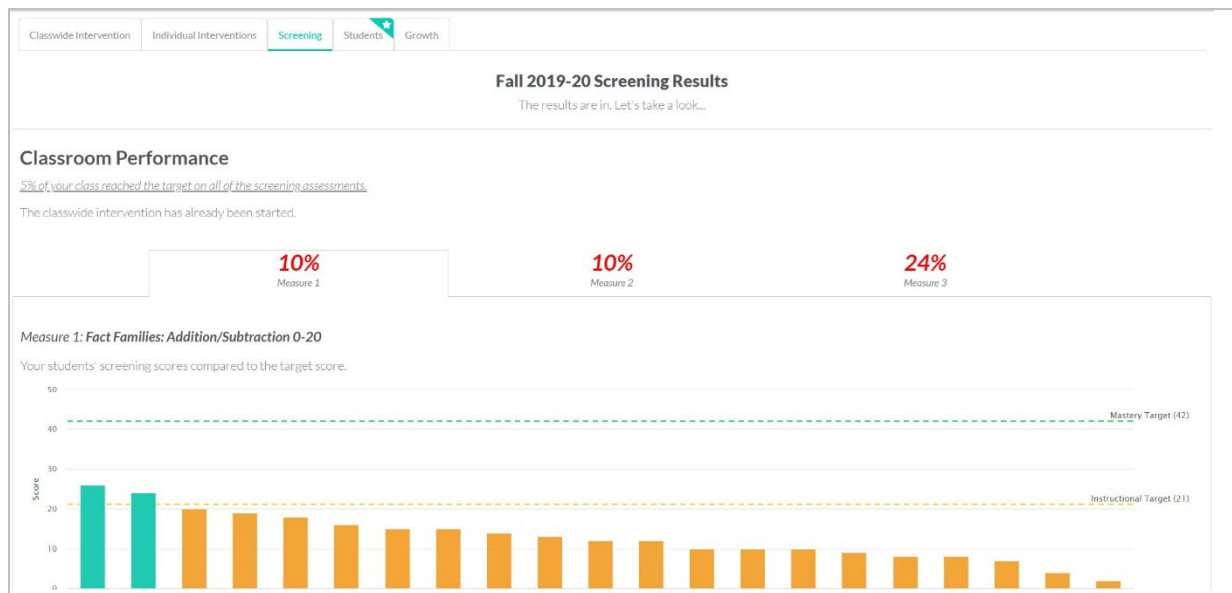 Classwide Intervention Individual Interventions Screening Students Growth
Fall 2019-20 Screening Results
The results are in. Let's take a look...
Classroom Performance
5% of your class reached the target on all of the screening assessments.
The classwide intervention has already been started.
10% 10% 24%
Measure 1 Measure 2 Measure 3
Measure 1: Fact Families: Addition/Subtraction 0-20
Your students' screening scores compared to the target score.
50
Mastery Target (42)
40
30
Score
Instructional Target (21)
20
10
0